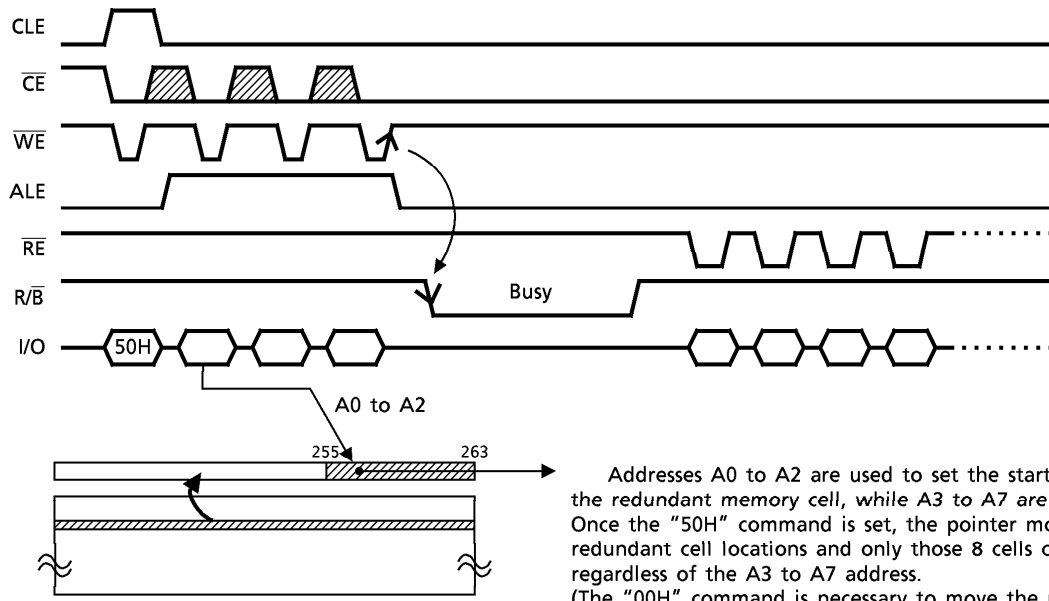 CLE
CE
WE
ALE
RE
R/B
Busy
I/O
50H
A0 to A2
255
263
Addresses A0 to A2 are used to set the start
the redundant memory cell, while A3 to A7 are
Once the “50H” command is set, the pointer mo
redundant cell locations and only those 8 cells c
regardless of the A3 to A7 address.
(The “00H” command is necessary to move the